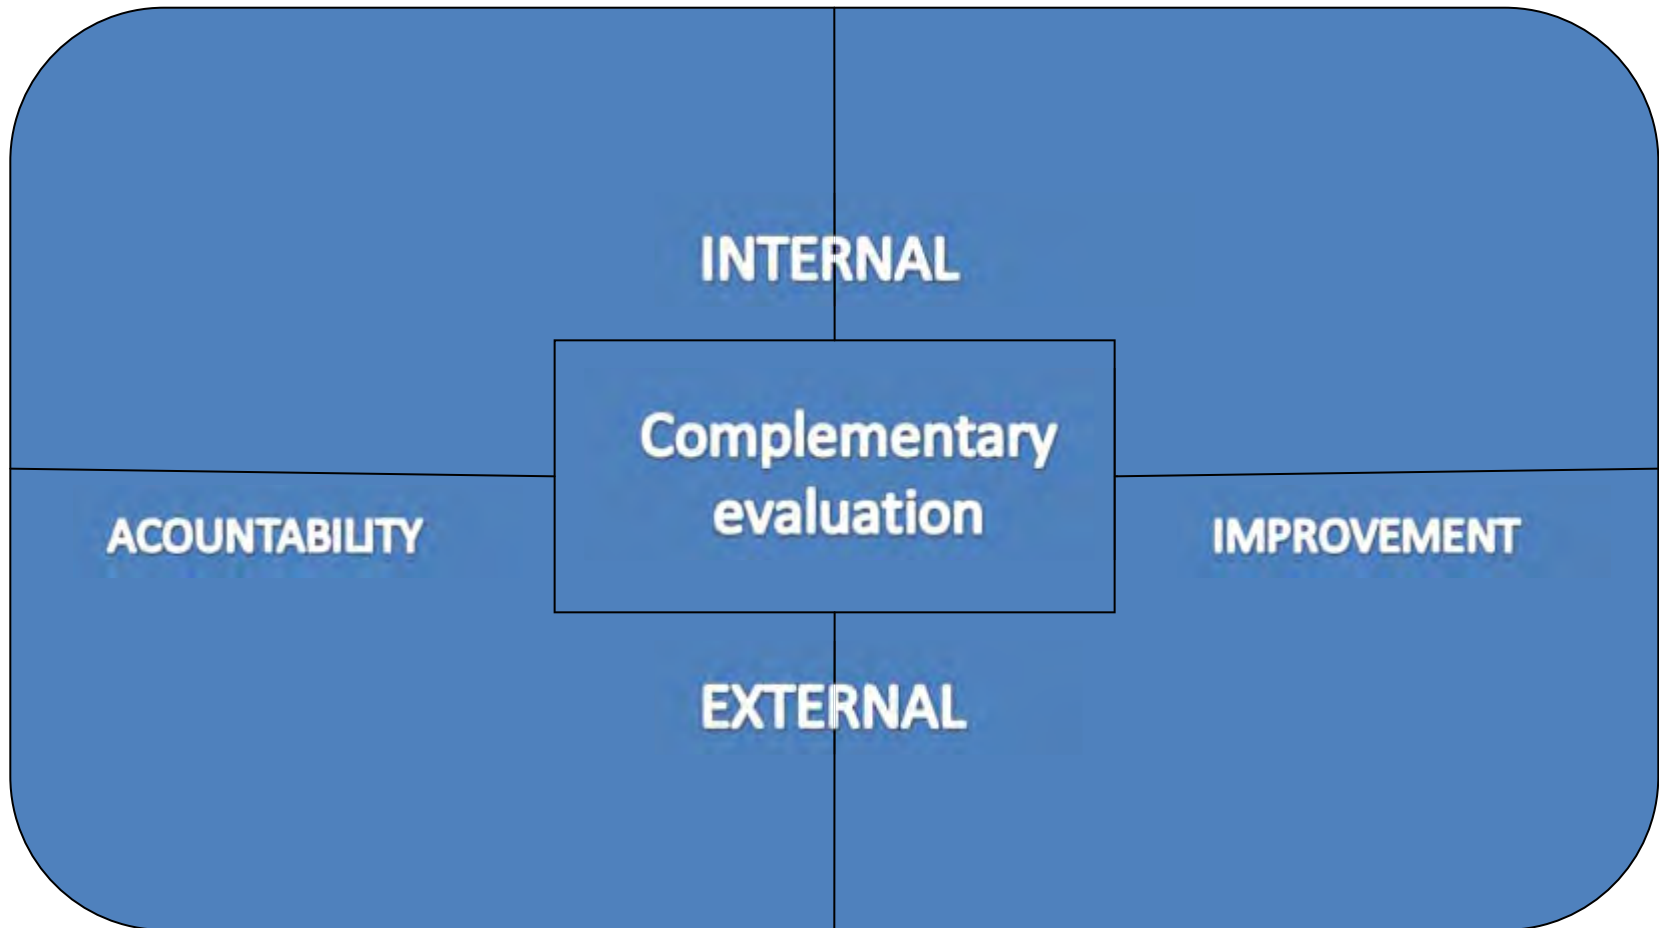 INTERNAL
Complementary
evaluation
ACOUNTABILITY
IMPROVEMENT
EXTERNAL